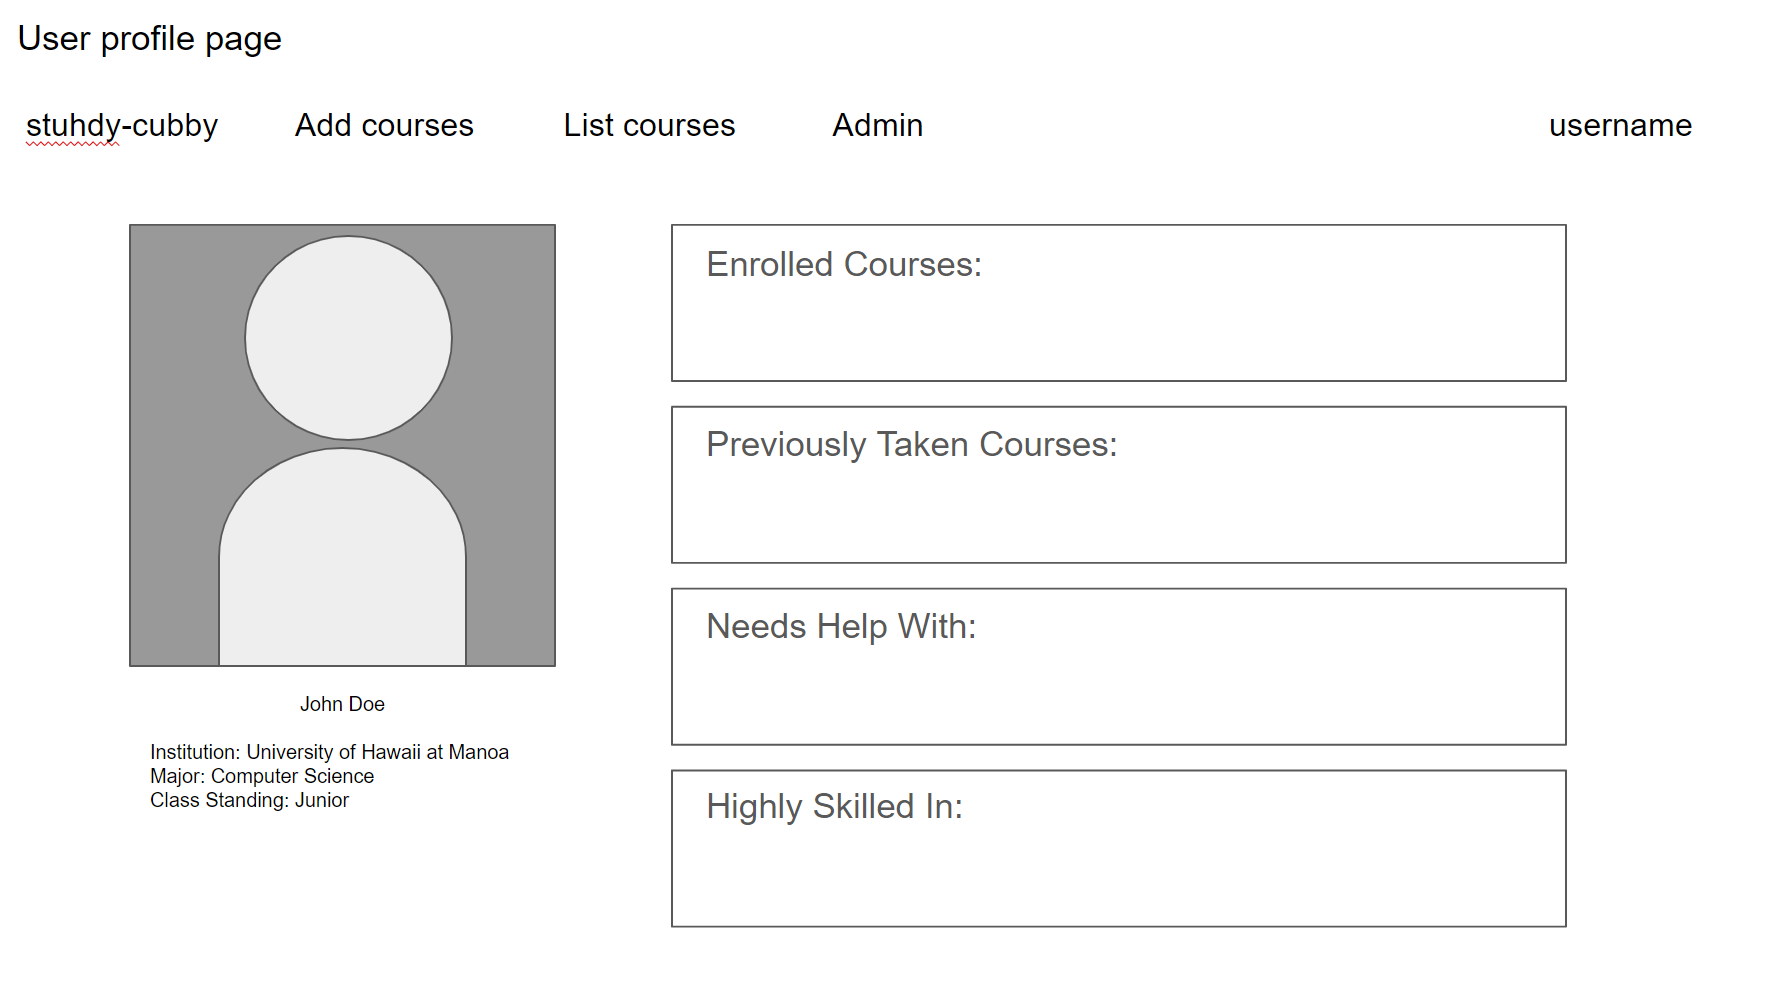 User profile page
stuhdy-cubby Add courses List courses Admin username
Enrolled Courses:
Previously Taken Courses:
Needs Help With:
Highly Skilled In:
John Doe
Institution: University of Hawaii at Manoa
Major: Computer Science
Class Standing: Junior